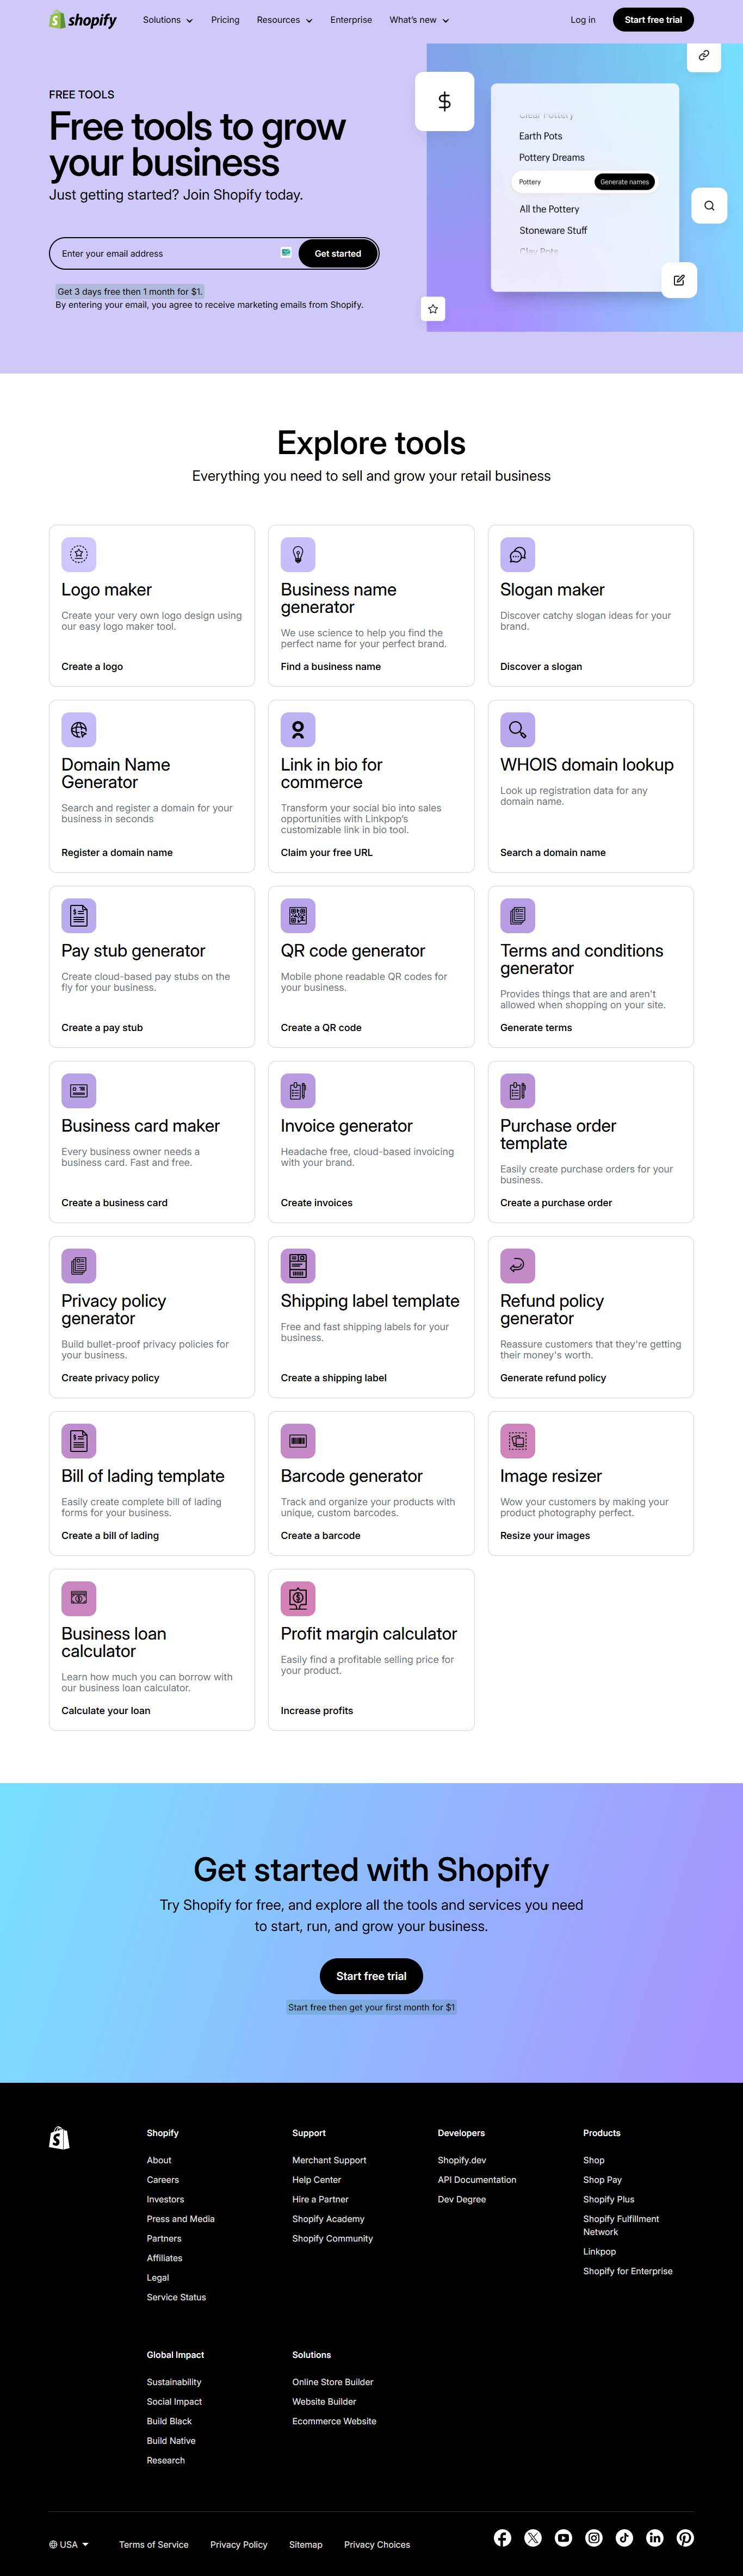 shopify
Solutions
Pricing
Resources
Enterprise
What's new
Log in
Start free trial
FREE TOOLS
Free tools to grow
your business
Just getting started? Join Shopify today.
Enter your email address
Get started
Get 3 days free then 1 month for $1.
By entering your email, you agree to receive marketing emails from Shopify.
Clear Pottery
Earth Pots
Pottery Dreams
Pottery
Generate names
All the Pottery
Stoneware Stuff
Clay Pots
Explore tools
Everything you need to sell and grow your retail business
Logo maker
Create your very own logo design using
our easy logo maker tool.
Create a logo
Business name
generator
We use science to help you find the
perfect name for your perfect brand.
Find a business name
Slogan maker
Discover catchy slogan ideas for your
brand.
Discover a slogan
Domain Name
Generator
Search and register a domain for your
business in seconds
Register a domain name
Link in bio for
commerce
Transform your social bio into sales
opportunities with Linkpop's
customizable link in bio tool.
Claim your free URL
WHOIS domain lookup
Look up registration data for any
domain name.
Search a domain name
Pay stub generator
Create cloud-based pay stubs on the
fly for your business.
Create a pay stub
QR code generator
Mobile phone readable QR codes for
your business.
Create a QR code
Terms and conditions
generator
Provides things that are and aren't
allowed when shopping on your site.
Generate terms
Business card maker
Every business owner needs a
business card. Fast and free.
Create a business card
Invoice generator
Headache free, cloud-based invoicing
with your brand.
Create invoices
Purchase order
template
Easily create purchase orders for your
business.
Create a purchase order
Privacy policy
generator
Build bullet-proof privacy policies for
your business.
Create privacy policy
Shipping label template
Free and fast shipping labels for your
business.
Create a shipping label
Refund policy
generator
Reassure customers that they're getting
their money's worth.
Generate refund policy
Bill of lading template
Easily create complete bill of lading
forms for your business.
Create a bill of lading
Barcode generator
Track and organize your products with
unique, custom barcodes.
Create a barcode
Image resizer
Wow your customers by making your
product photography perfect.
Resize your images
Business loan
calculator
Learn how much you can borrow with
our business loan calculator.
Calculate your loan
Profit margin calculator
Easily find a profitable selling price for
your product.
Increase profits
Get started with Shopify
Try Shopify for free, and explore all the tools and services you need
to start, run, and grow your business.
Start free trial
Start free then get your first month for $1
Shopify
About
Careers
Investors
Press and Media
Partners
Affiliates
Legal
Service Status
Support
Merchant Support
Help Center
Hire a Partner
Shopify Academy
Shopify Community
Developers
Shopify.dev
API Documentation
Dev Degree
Products
Shop
Shop Pay
Shopify Plus
Shopify Fulfillment
Network
Linkpop
Shopify for Enterprise
Global Impact
Sustainability
Social Impact
Build Black
Build Native
Research
Solutions
Online Store Builder
Website Builder
Ecommerce Website
USA
Terms of Service
Privacy Policy
Sitemap
Privacy Choices